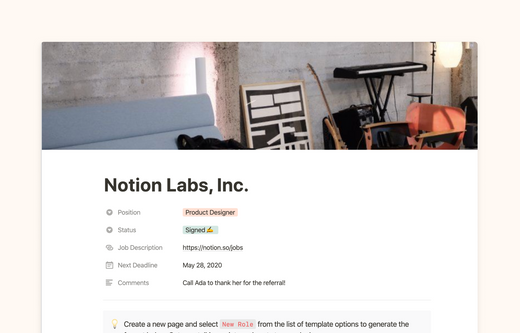 Notion Labs, Inc.
Position Product Designer
Status Signed ✍️
Job Description https://notion.so/jobs
Next Deadline May 28, 2020
Comments Call Ada to thank her for the referral!
💡 Create a new page and select New Role from the list of template options to generate the